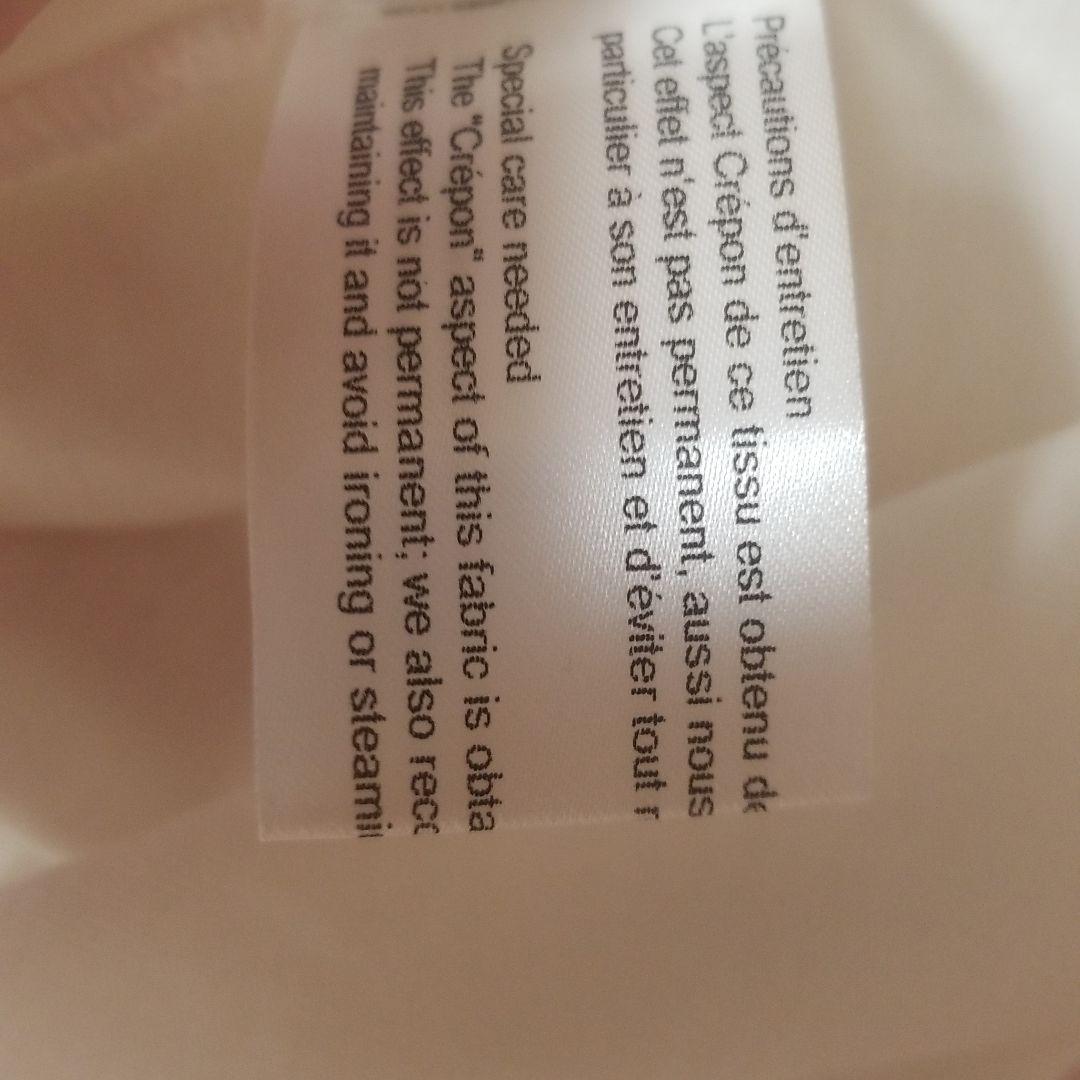 Précautions d'entretien
L'aspect Crépon de ce tissu est obtenu
Cet effet n'est pas permanent, aussi nous
particulier à son entretien et d'éviter tout
Special care needed
The "Crépon" aspect of this fabric is
This effect is not permanent; we also
maintaining it and avoid ironing or